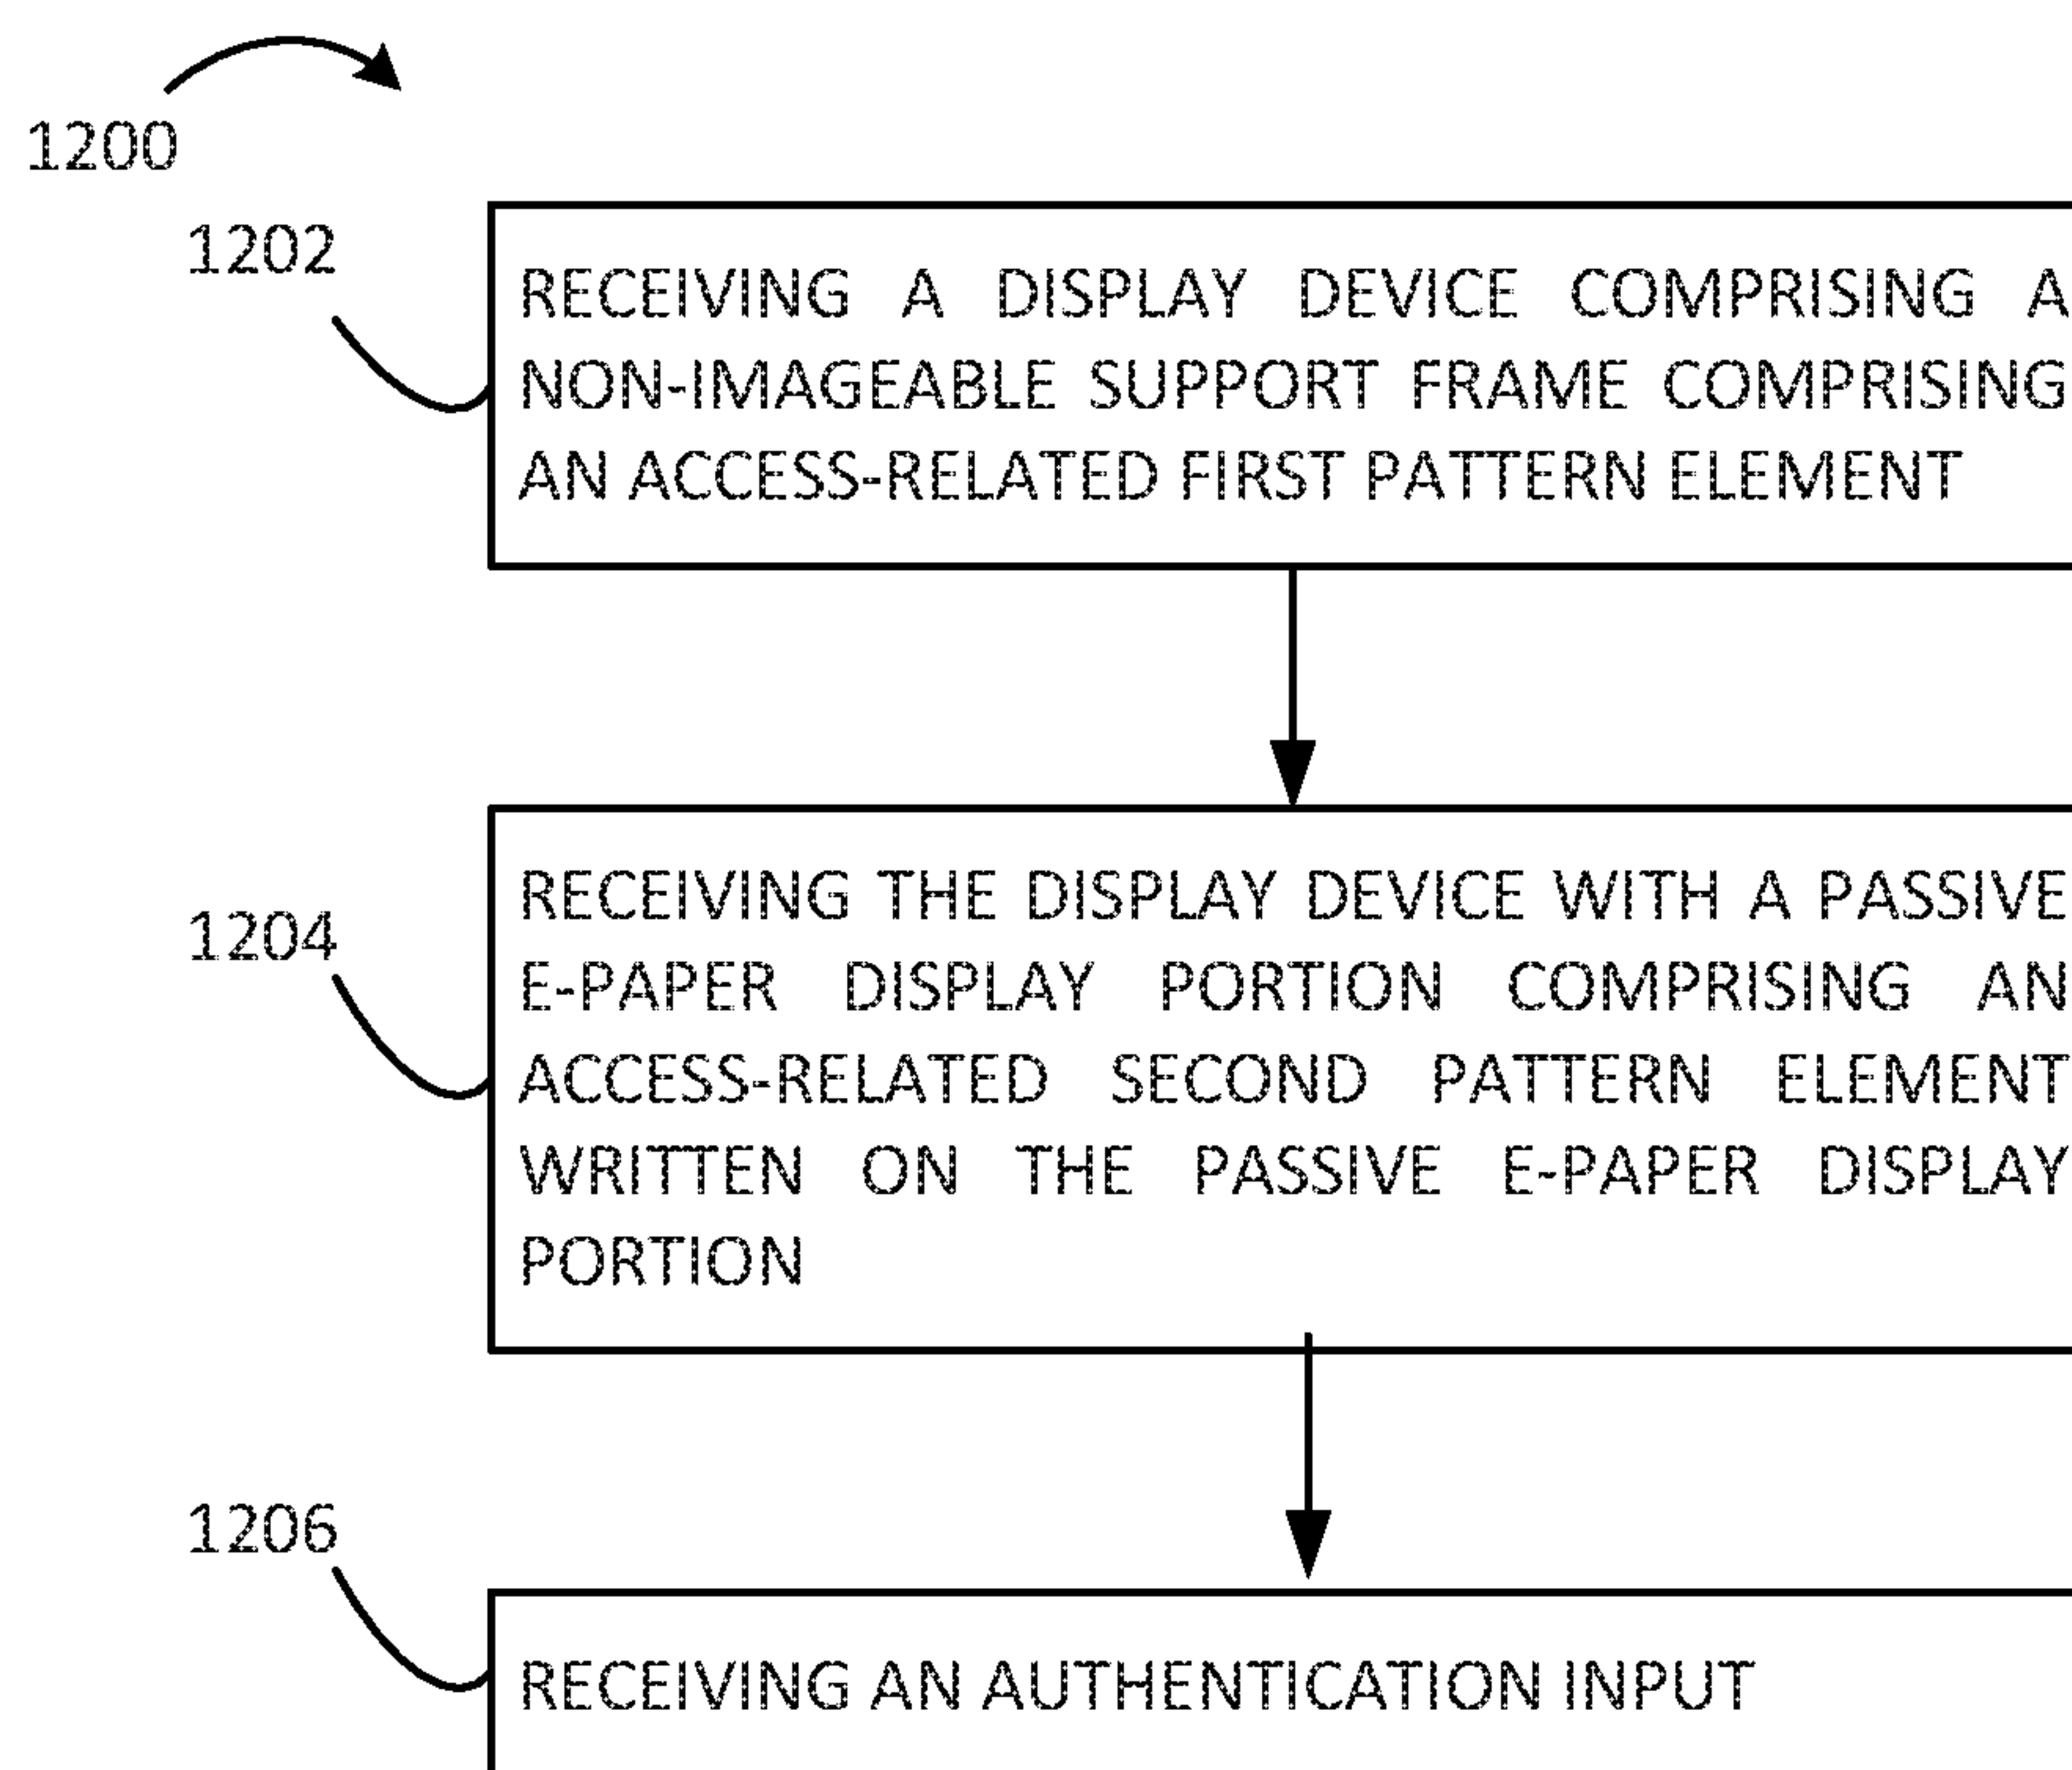 1200
1202
RECEIVING A DISPLAY DEVICE COMPRISING A
NON-IMAGEABLE SUPPORT FRAME COMPRISING
AN ACCESS-RELATED FIRST PATTERN ELEMENT
1204
RECEIVING THE DISPLAY DEVICE WITH A PASSIVE
E-PAPER DISPLAY PORTION COMPRISING AN
ACCESS-RELATED SECOND PATTERN ELEMENT
WRITTEN ON THE PASSIVE E-PAPER DISPLAY
PORTION
1206
RECEIVING AN AUTHENTICATION INPUT